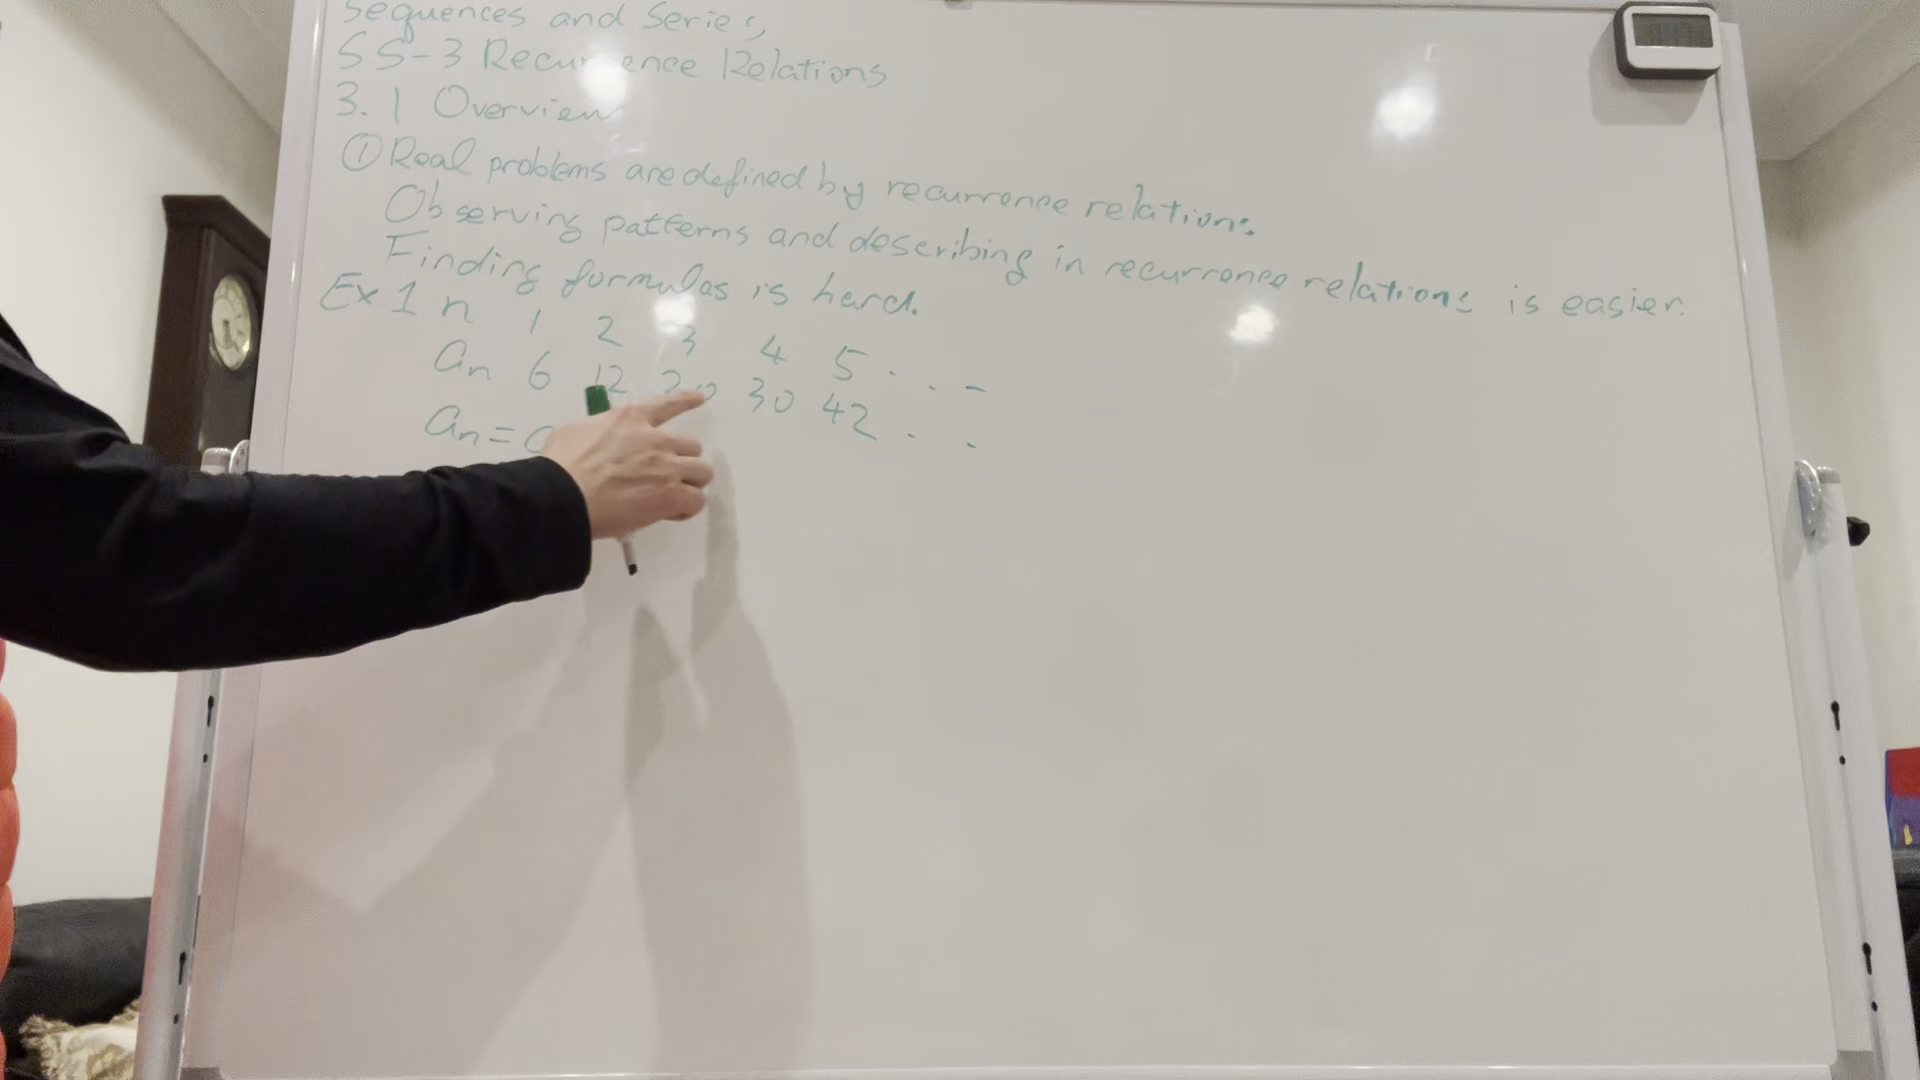 Sequences and Series
SS-3 Recurrence Relations
3.1 Overview
① Real problems are defined by recurrence relations.
Observing patterns and describing in recurrence relations is easier.
Finding formulas is hard.
Ex 1 n 1 2 3 4 5 ...
an 6 12 20 30 42 ..
an=